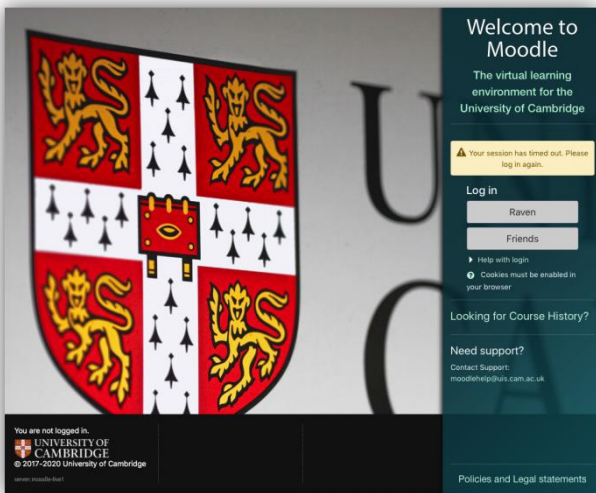 U
C
Welcome to
Moodle
The virtual learning
environment for the
University of Cambridge
Your session has timed out. Please
log in again.
Log in
Raven
Friends
Help with login
Cookies must be enabled in
your browser
Looking for Course History?
Need support?
Contact Support:
moodlehelp@uis.cam.ac.uk
You are not logged in.
UNIVERSITY OF
CAMBRIDGE
© 2017-2020 University of Cambridge
server: moodle-live1
Policies and Legal statements